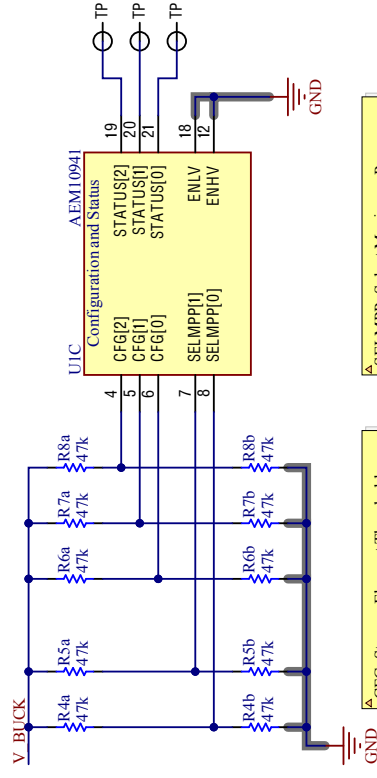 TP
TP
TP
19
20
21
18
12
GND
U1C
AEM10941
Configuration and Status
STATUS[2]
STATUS[1]
STATUS[0]
ENLV
ENHV
CFG[2]
CFG[1]
CFG[0]
SELMPP[1]
SELMPP[0]
4
5
6
7
8
R8a
47k
R7a
47k
R6a
47k
R5a
47k
R4a
47k
R8b
47k
R7b
47k
R6b
47k
R5b
47k
R4b
47k
V_BUCK
GND